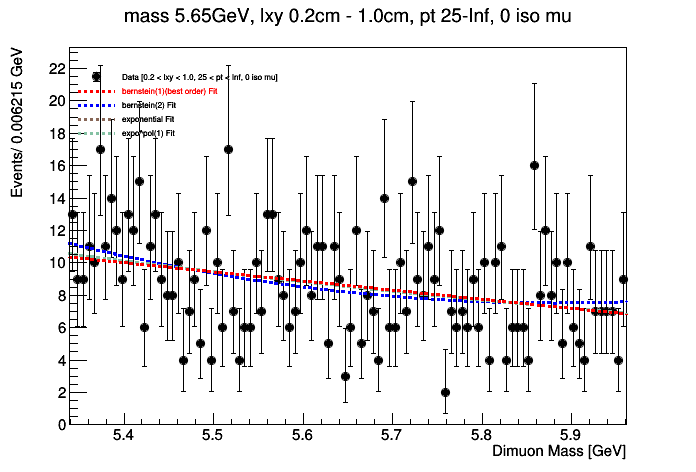 mass 5.65GeV, lxy 0.2cm - 1.0cm, pt 25-Inf, 0 iso mu
Events/ 0.006215 GeV
22
20
18
16
14
12
10
8
6
4
2
0
Data [0.2 < lxy < 1.0, 25 < pt < Inf, 0 iso mu]
bernstein(1)(best order) Fit
bernstein(2) Fit
exponential Fit
expo*pol(1) Fit
5.4 5.5 5.6 5.7 5.8 5.9
Dimuon Mass [GeV]